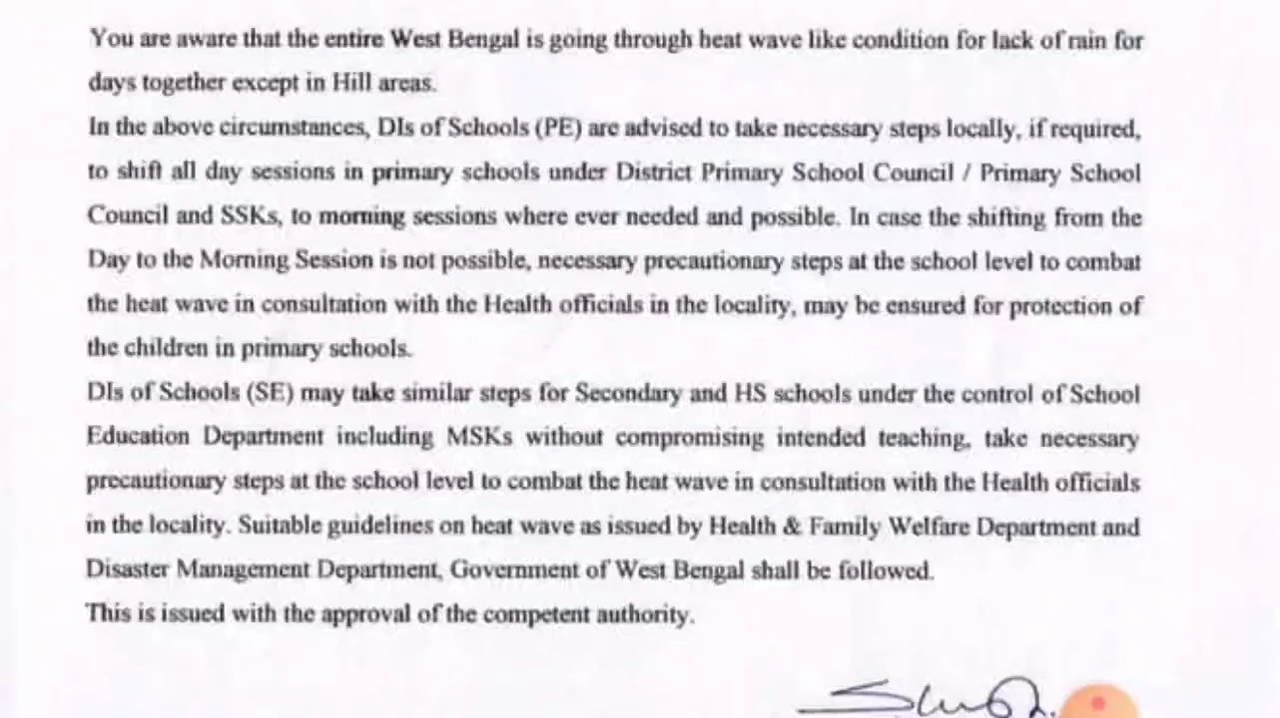 You are aware that the entire West Bengal is going through heat wave like condition for lack of rain for
days together except in Hill areas.
In the above circumstances, DIs of Schools (PE) are advised to take necessary steps locally, if required,
to shift all day sessions in primary schools under District Primary School Council / Primary School
Council and SSKs, to morning sessions where ever needed and possible. In case the shifting from the
Day to the Morning Session is not possible, necessary precautionary steps at the school level to combat
the heat wave in consultation with the Health officials in the locality, may be ensured for protection of
the children in primary schools.
DIs of Schools (SE) may take similar steps for Secondary and HS schools under the control of School
Education Department including MSKs without compromising intended teaching, take necessary
precautionary steps at the school level to combat the heat wave in consultation with the Health officials
in the locality. Suitable guidelines on heat wave as issued by Health & Family Welfare Department and
Disaster Management Department, Government of West Bengal shall be followed.
This is issued with the approval of the competent authority.